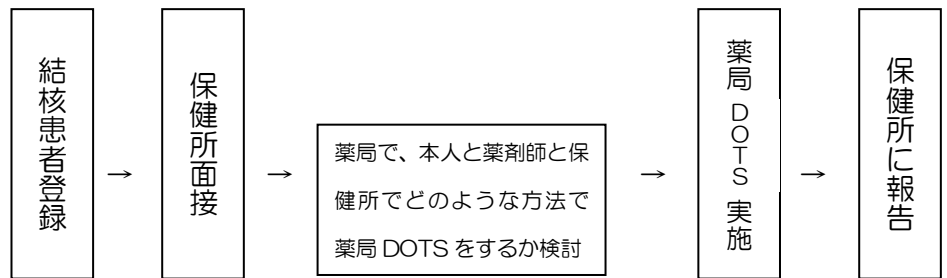 結核患者登録
→
保健所面接
→
薬局で、本人と薬剤師と保
健所でどのような方法で
薬局 DOTS をするか検討
→
薬局 DOTS 実施
→
保健所に報告